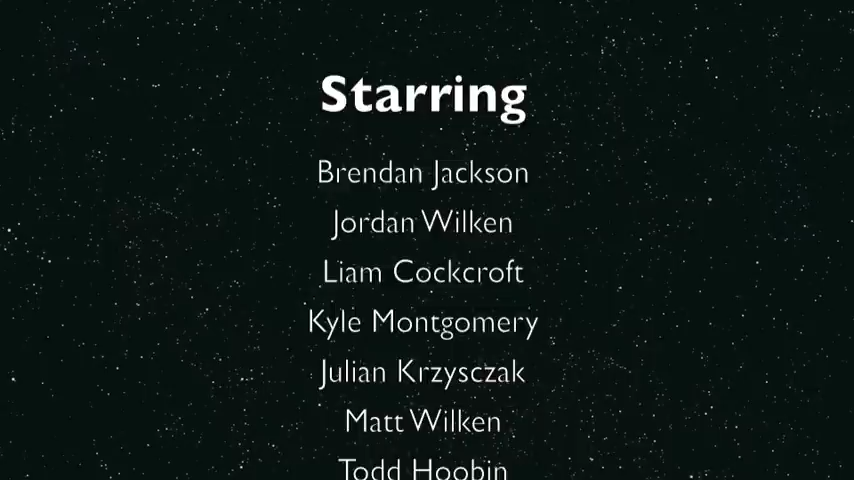 Starring
Brendan Jackson
Jordan Wilken
Liam Cockcroft
Kyle Montgomery
Julian Krzysczak
Matt Wilken
Todd Hoobin